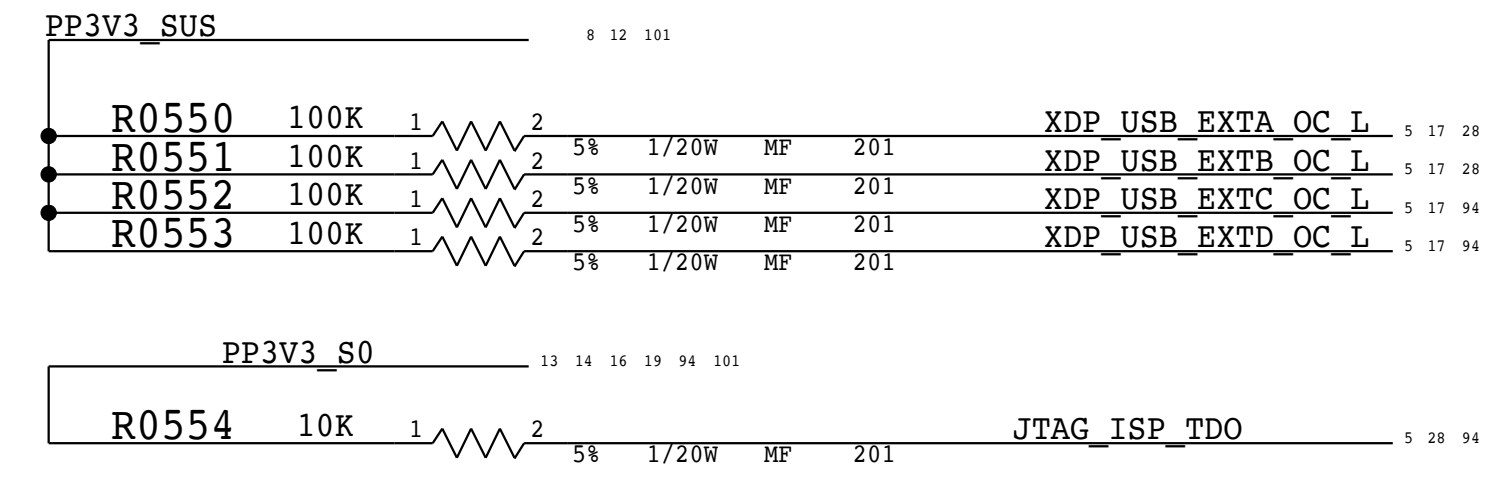 PP3V3_SUS 8 12 101
R0550 100K 1 2 XDP_USB_EXTA_OC_L 5 17 28
5% 1/20W MF 201
R0551 100K 1 2 XDP_USB_EXTB_OC_L 5 17 28
5% 1/20W MF 201
R0552 100K 1 2 XDP_USB_EXTC_OC_L 5 17 94
5% 1/20W MF 201
R0553 100K 1 2 XDP_USB_EXTD_OC_L 5 17 94
5% 1/20W MF 201
PP3V3_S0 13 14 16 19 94 101
R0554 10K 1 2 JTAG_ISP_TDO 5 28 94
5% 1/20W MF 201